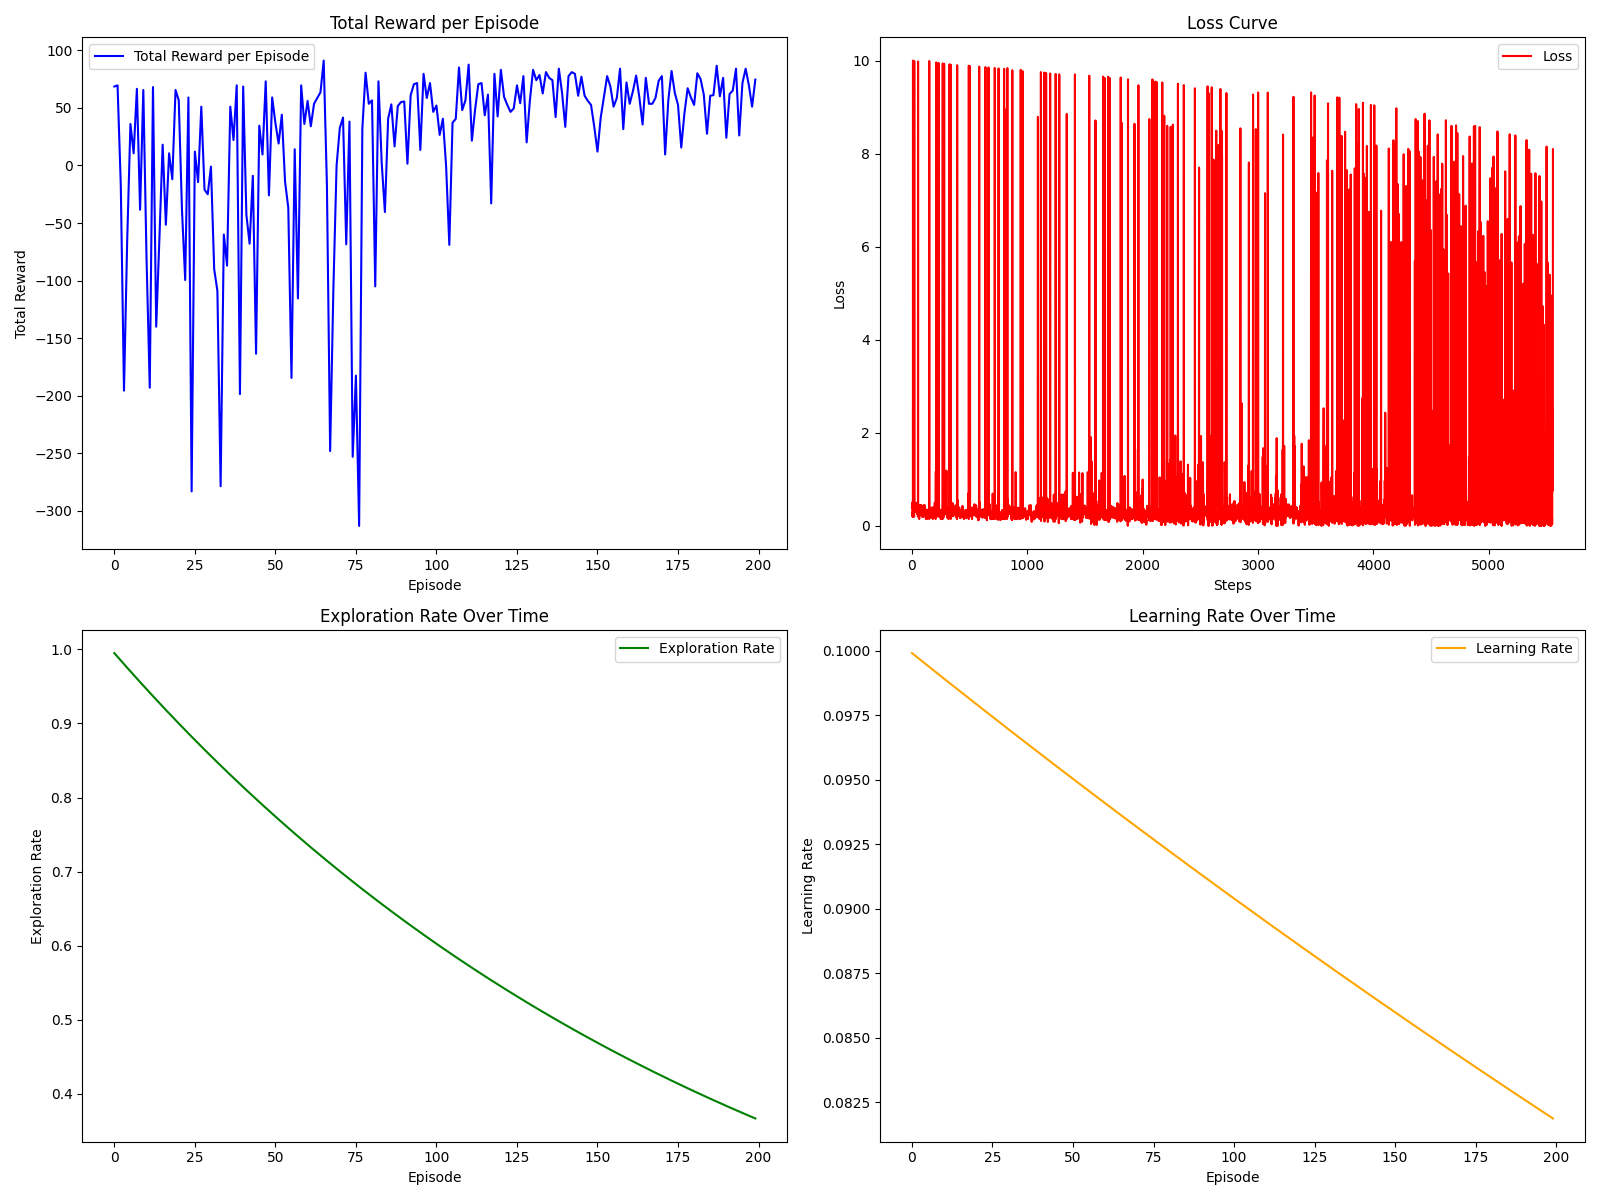 Total Reward per Episode
Total Reward per Episode
100
50
0
−50
−100
−150
−200
−250
−300
Total Reward
0 25 50 75 100 125 150 175 200
Episode
Loss Curve
Loss
10
8
6
4
2
0
Loss
0 1000 2000 3000 4000 5000
Steps
Exploration Rate Over Time
Exploration Rate
1.0
0.9
0.8
0.7
0.6
0.5
0.4
Exploration Rate
0 25 50 75 100 125 150 175 200
Episode
Learning Rate Over Time
Learning Rate
0.1000
0.0975
0.0950
0.0925
0.0900
0.0875
0.0850
0.0825
Learning Rate
0 25 50 75 100 125 150 175 200
Episode